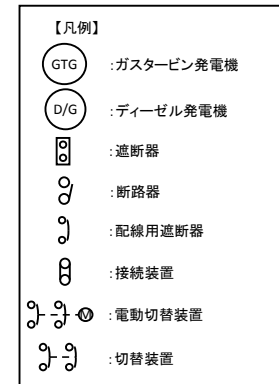 【凡例】
GTG :ガスタービン発電機
D/G :ディーゼル発電機
:遮断器
:断路器
:配線用遮断器
:接続装置
M :電動切替装置
:切替装置